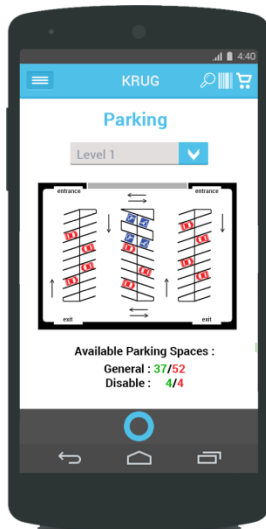 4:40
KRUG
Parking
Level 1
entrance entrance
exit exit
Available Parking Spaces :
General : 37/52
Disable : 4/4